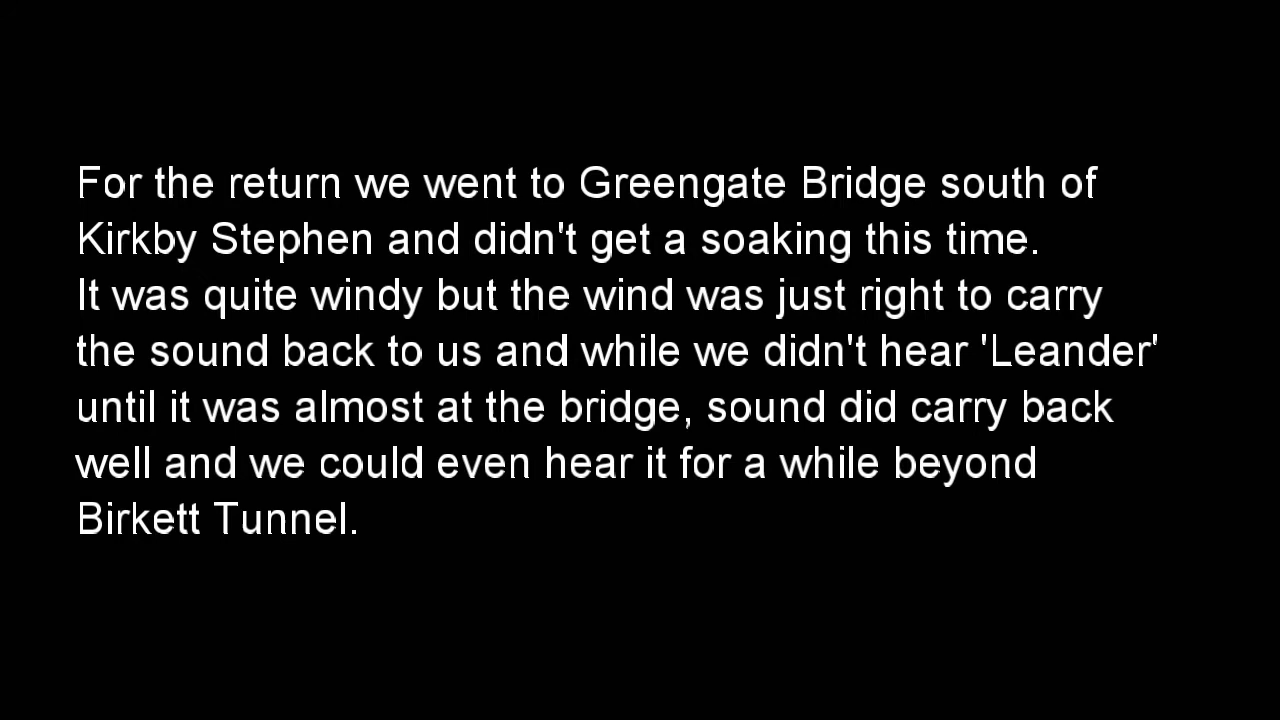 For the return we went to Greengate Bridge south of
Kirkby Stephen and didn't get a soaking this time.
It was quite windy but the wind was just right to carry
the sound back to us and while we didn't hear 'Leander'
until it was almost at the bridge, sound did carry back
well and we could even hear it for a while beyond
Birkett Tunnel.